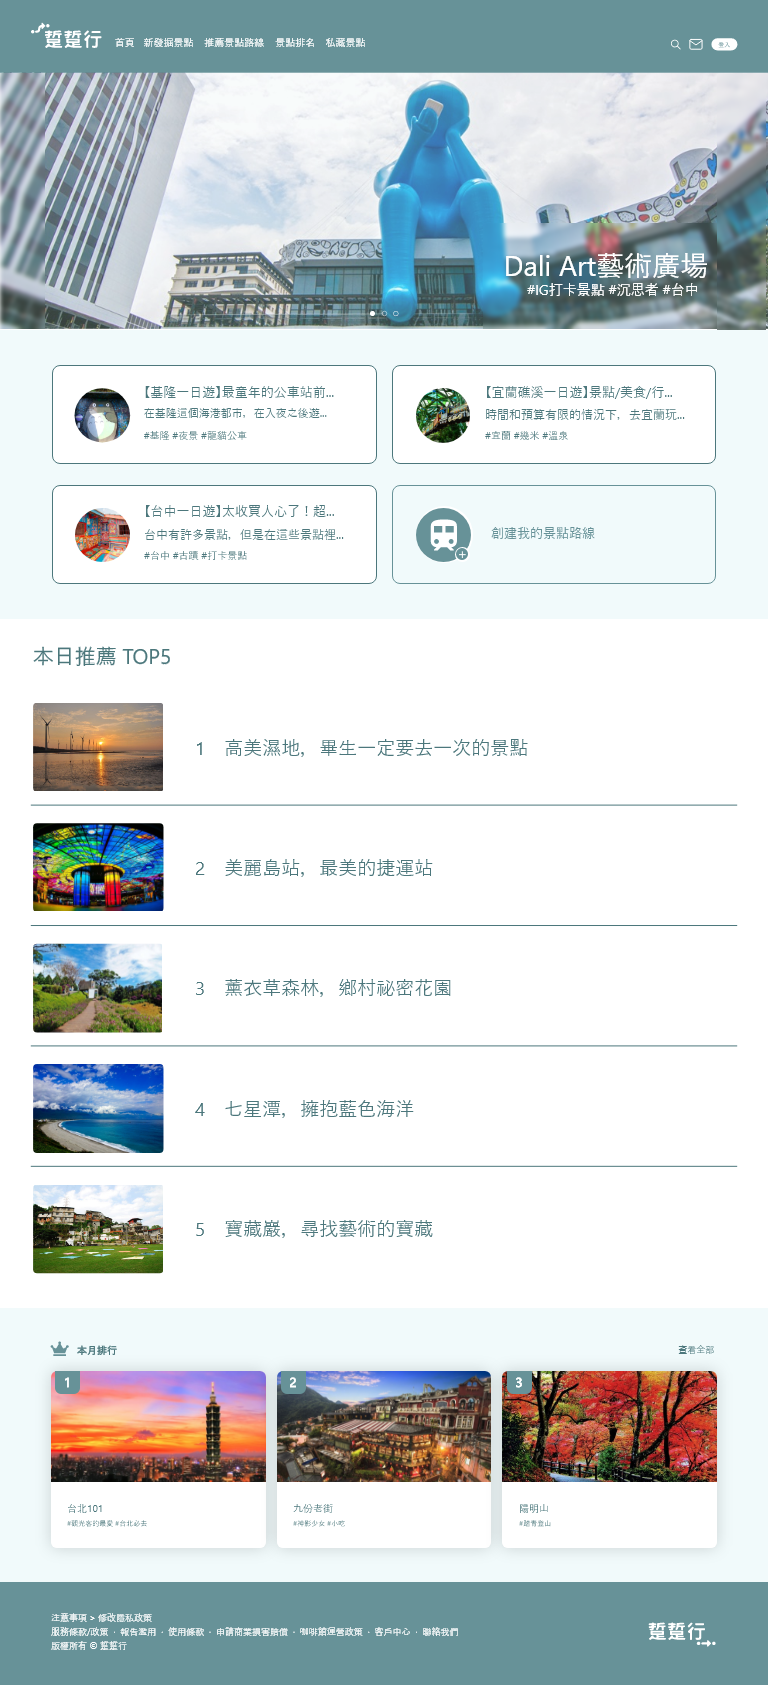 踅踅行
首頁 新發掘景點 推薦景點路線 景點排名 私藏景點
登入
Dali Art藝術廣場
#IG打卡景點 #沉思者 #台中
【基隆一日遊】最童年的公車站前...
在基隆這個海港都市，在入夜之後遊...
#基隆 #夜景 #龍貓公車
【宜蘭礁溪一日遊】景點/美食/行...
時間和預算有限的情況下，去宜蘭玩...
#宜蘭 #幾米 #溫泉
【台中一日遊】太收買人心了！超...
台中有許多景點，但是在這些景點裡...
#台中 #古蹟 #打卡景點
創建我的景點路線
本日推薦 TOP5
1 高美濕地，畢生一定要去一次的景點
2 美麗島站，最美的捷運站
3 薰衣草森林，鄉村祕密花園
4 七星潭，擁抱藍色海洋
5 寶藏巖，尋找藝術的寶藏
本月排行
查看全部
1
台北101
#觀光客的最愛 #台北必去
2
九份老街
#神影少女 #小吃
3
陽明山
#踏青登山
注意事項 > 修改隱私政策
服務條款/政策 · 報告濫用 · 使用條款 · 申請商業損害賠償 · 咖啡館運營政策 · 客戶中心 · 聯絡我們
版權所有 © 踅踅行
踅踅行